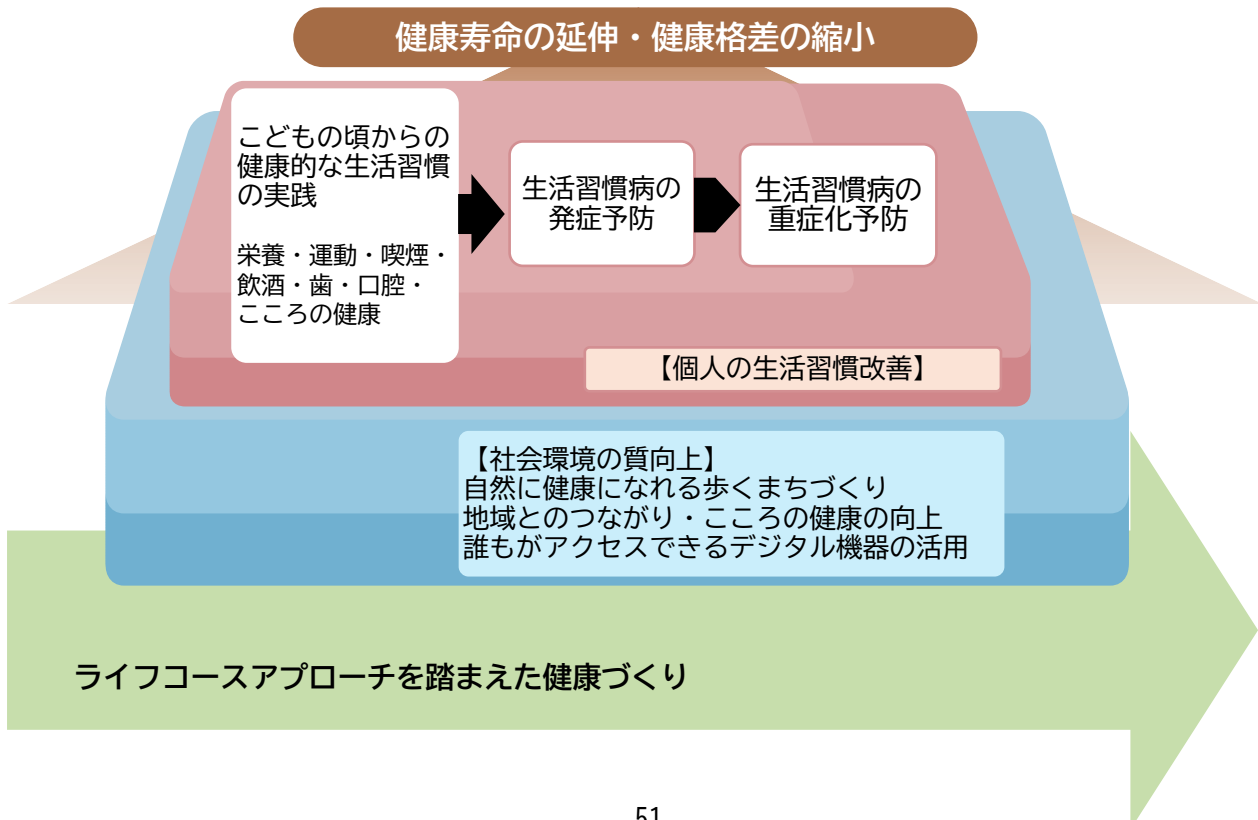 健康寿命の延伸・健康格差の縮小
こどもの頃からの
健康的な生活習慣
の実践
栄養・運動・喫煙・
飲酒・歯・口腔・
こころの健康
生活習慣病の
発症予防
生活習慣病の
重症化予防
【個人の生活習慣改善】
【社会環境の質向上】
自然に健康になれる歩くまちづくり
地域とのつながり・こころの健康の向上
誰もがアクセスできるデジタル機器の活用
ライフコースアプローチを踏まえた健康づくり
51